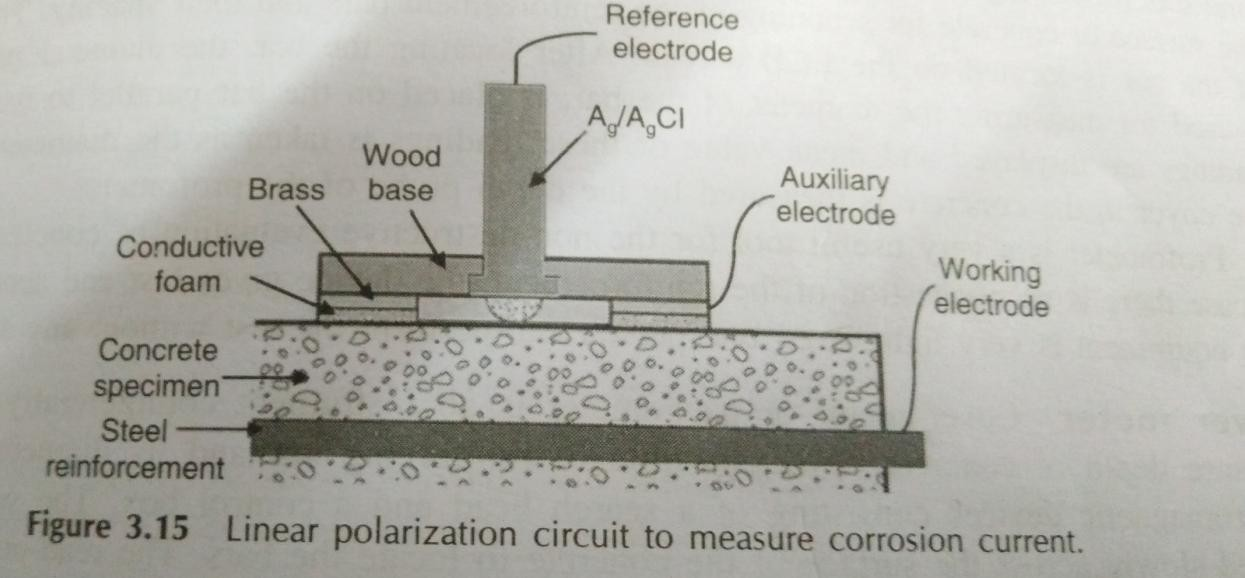 Reference
electrode
Ag/AgCl
Wood
base
Brass
Auxiliary
electrode
Conductive
foam
Working
electrode
Concrete
specimen
Steel
reinforcement
Figure 3.15 Linear polarization circuit to measure corrosion current.